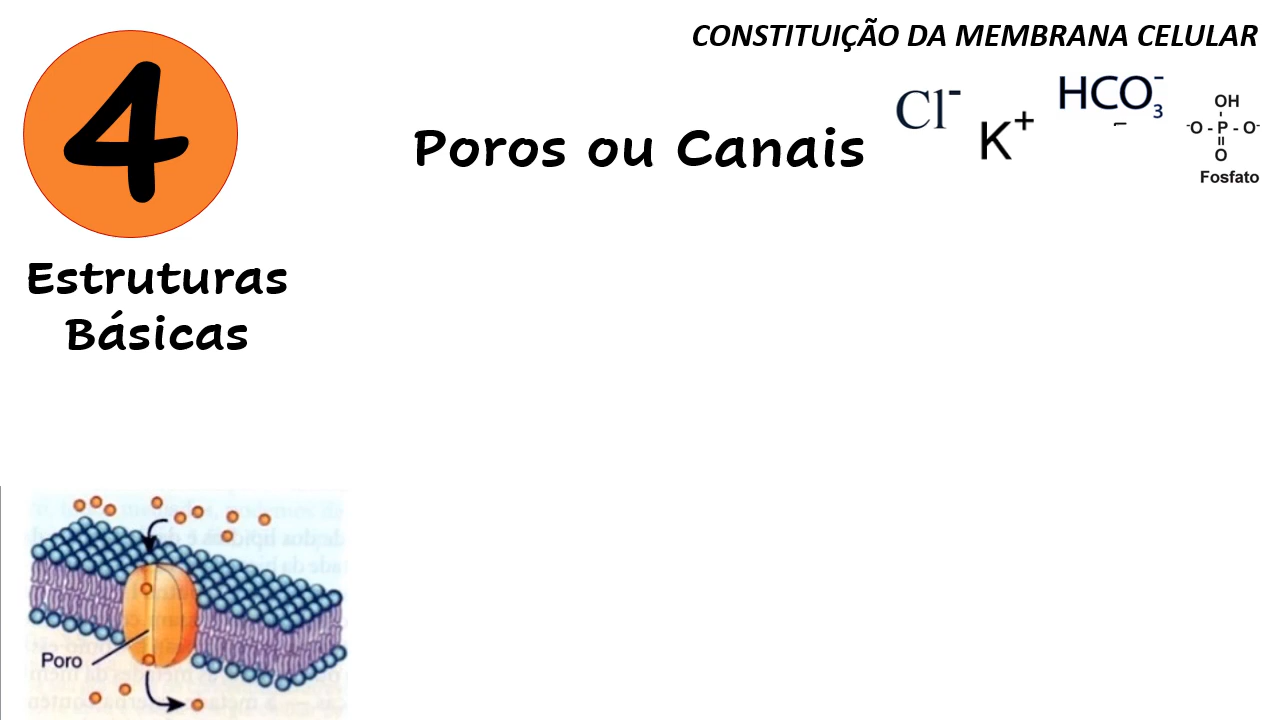 CONSTITUIÇÃO DA MEMBRANA CELULAR
4
Estruturas
Básicas
Poros ou Canais
Cl⁻
K⁺
HCO₃⁻
OH
⁻O - P - O⁻
O
Fosfato
Poro